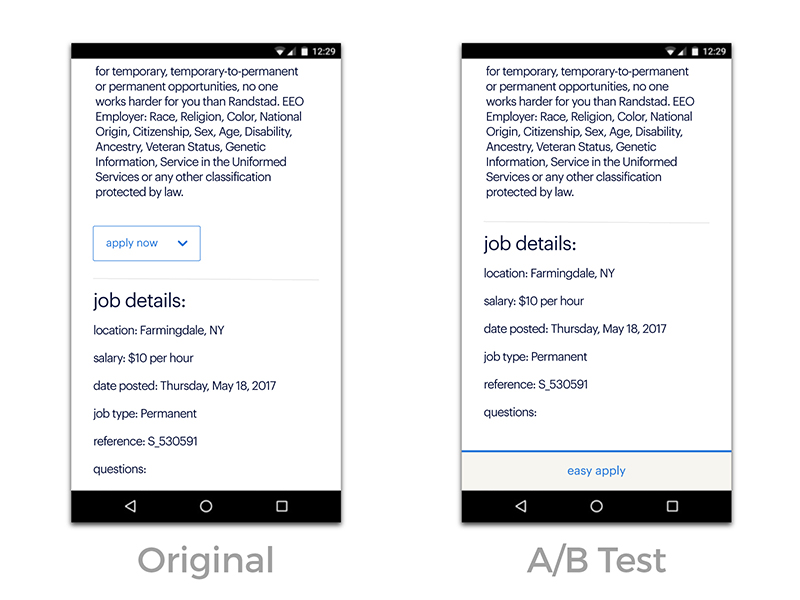 12:29
for temporary, temporary-to-permanent
or permanent opportunities, no one
works harder for you than Randstad. EEO
Employer: Race, Religion, Color, National
Origin, Citizenship, Sex, Age, Disability,
Ancestry, Veteran Status, Genetic
Information, Service in the Uniformed
Services or any other classification
protected by law.
apply now
job details:
location: Farmingdale, NY
salary: $10 per hour
date posted: Thursday, May 18, 2017
job type: Permanent
reference: S_530591
questions:
Original
12:29
for temporary, temporary-to-permanent
or permanent opportunities, no one
works harder for you than Randstad. EEO
Employer: Race, Religion, Color, National
Origin, Citizenship, Sex, Age, Disability,
Ancestry, Veteran Status, Genetic
Information, Service in the Uniformed
Services or any other classification
protected by law.
job details:
location: Farmingdale, NY
salary: $10 per hour
date posted: Thursday, May 18, 2017
job type: Permanent
reference: S_530591
questions:
easy apply
A/B Test